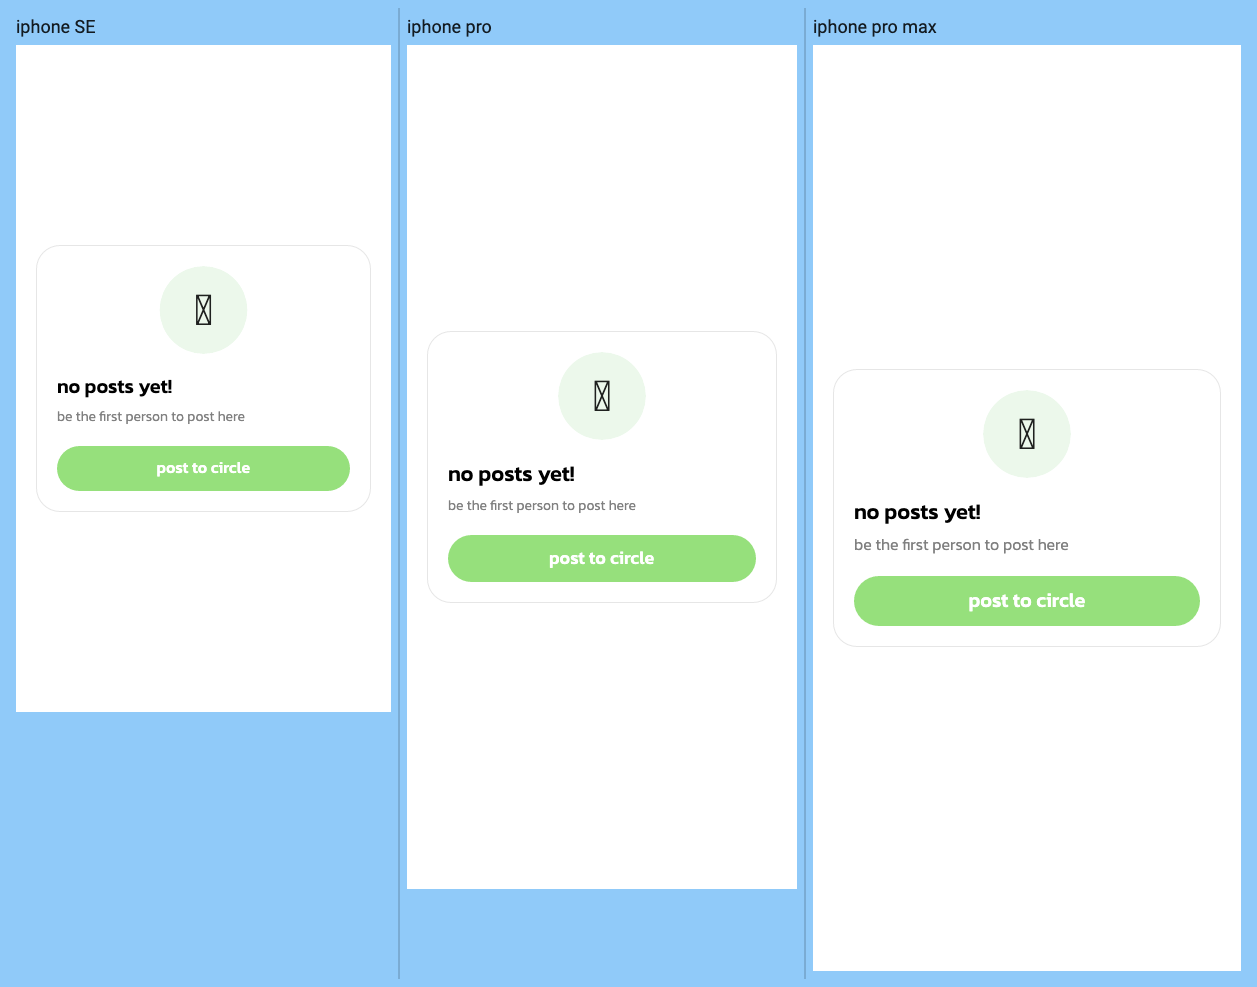 iphone SE
no posts yet!
be the first person to post here
post to circle
iphone pro
no posts yet!
be the first person to post here
post to circle
iphone pro max
no posts yet!
be the first person to post here
post to circle